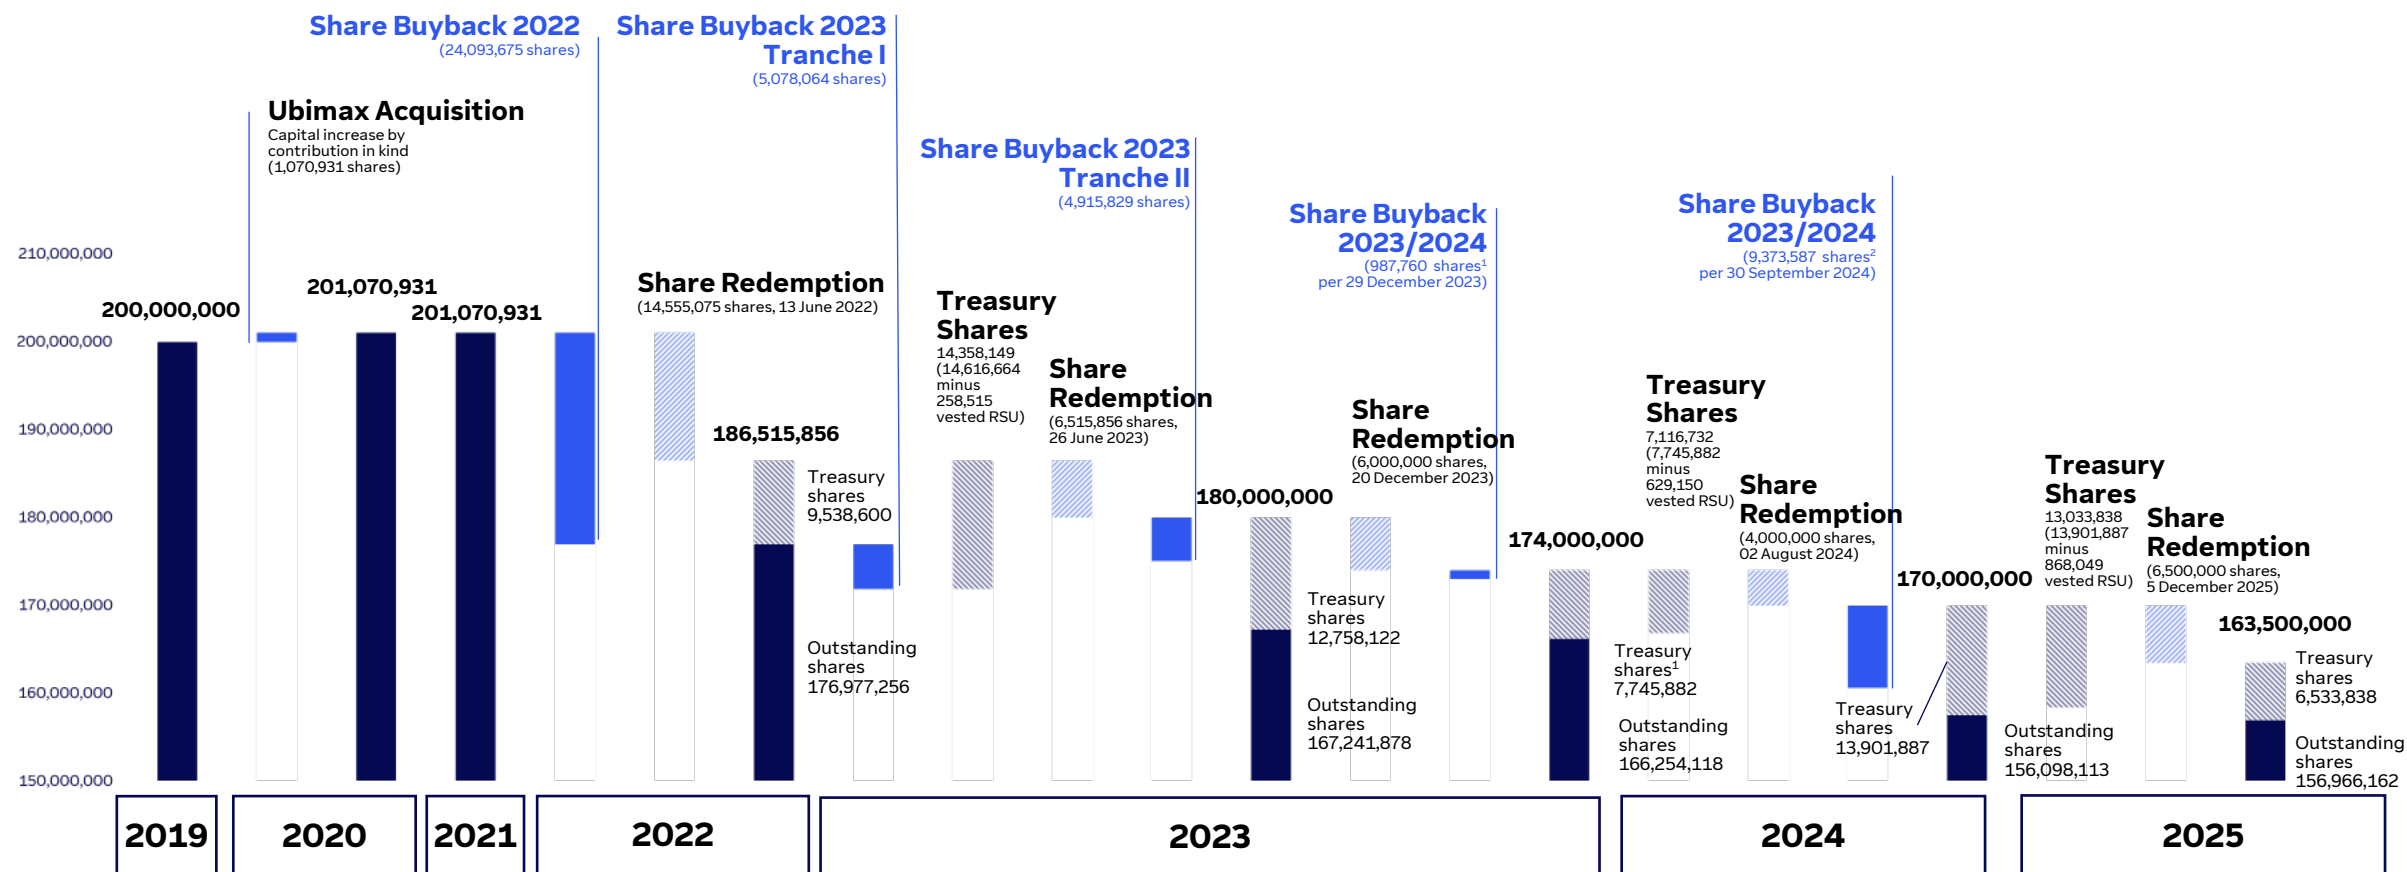 Share Buyback 2022
(24,093,675 shares)
Share Buyback 2023
Tranche I
(5,078,064 shares)
Ubimax Acquisition
Capital increase by
contribution in kind
(1,070,931 shares)
Share Buyback 2023
Tranche II
(4,915,829 shares)
Share Buyback
2023/2024
(987,760 shares¹
per 29 December 2023)
Share Buyback
2023/2024
(9,373,587 shares²
per 30 September 2024)
210,000,000
200,000,000
190,000,000
180,000,000
170,000,000
160,000,000
150,000,000
200,000,000
201,070,931
201,070,931
Share Redemption
(14,555,075 shares, 13 June 2022)
186,515,856
Treasury
shares
9,538,600
Outstanding
shares
176,977,256
Treasury
Shares
14,358,149
(14,616,664
minus
258,515
vested RSU)
Share
Redemption
(6,515,856 shares,
26 June 2023)
180,000,000
Treasury
shares
12,758,122
Outstanding
shares
167,241,878
Share
Redemption
(6,000,000 shares,
20 December 2023)
174,000,000
Treasury
shares¹
7,745,882
Outstanding
shares
166,254,118
Treasury
Shares
7,116,732
(7,745,882
minus
629,150
vested RSU)
Share
Redemption
(4,000,000 shares,
02 August 2024)
170,000,000
Treasury
shares
13,901,887
Outstanding
shares
156,098,113
Treasury
Shares
13,033,838
(13,901,887
minus
868,049
vested RSU)
Share
Redemption
(6,500,000 shares,
5 December 2025)
163,500,000
Treasury
shares
6,533,838
Outstanding
shares
156,966,162
2019
2020
2021
2022
2023
2024
2025